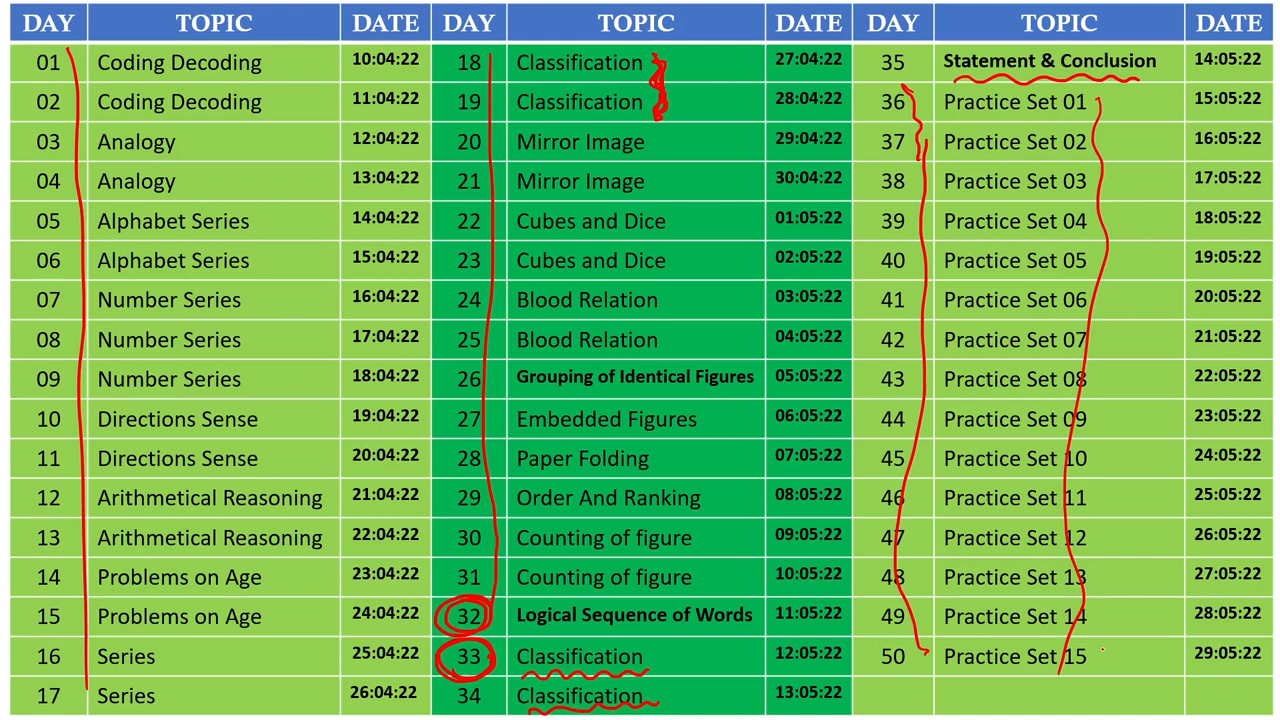 DAY TOPIC DATE DAY TOPIC DATE DAY TOPIC DATE
01 Coding Decoding 10:04:22 18 Classification 27:04:22 35 Statement & Conclusion 14:05:22
02 Coding Decoding 11:04:22 19 Classification 28:04:22 36 Practice Set 01 15:05:22
03 Analogy 12:04:22 20 Mirror Image 29:04:22 37 Practice Set 02 16:05:22
04 Analogy 13:04:22 21 Mirror Image 30:04:22 38 Practice Set 03 17:05:22
05 Alphabet Series 14:04:22 22 Cubes and Dice 01:05:22 39 Practice Set 04 18:05:22
06 Alphabet Series 15:04:22 23 Cubes and Dice 02:05:22 40 Practice Set 05 19:05:22
07 Number Series 16:04:22 24 Blood Relation 03:05:22 41 Practice Set 06 20:05:22
08 Number Series 17:04:22 25 Blood Relation 04:05:22 42 Practice Set 07 21:05:22
09 Number Series 18:04:22 26 Grouping of Identical Figures 05:05:22 43 Practice Set 08 22:05:22
10 Directions Sense 19:04:22 27 Embedded Figures 06:05:22 44 Practice Set 09 23:05:22
11 Directions Sense 20:04:22 28 Paper Folding 07:05:22 45 Practice Set 10 24:05:22
12 Arithmetical Reasoning 21:04:22 29 Order And Ranking 08:05:22 46 Practice Set 11 25:05:22
13 Arithmetical Reasoning 22:04:22 30 Counting of figure 09:05:22 47 Practice Set 12 26:05:22
14 Problems on Age 23:04:22 31 Counting of figure 10:05:22 48 Practice Set 13 27:05:22
15 Problems on Age 24:04:22 32 Logical Sequence of Words 11:05:22 49 Practice Set 14 28:05:22
16 Series 25:04:22 33 Classification 12:05:22 50 Practice Set 15 29:05:22
17 Series 26:04:22 34 Classification 13:05:22